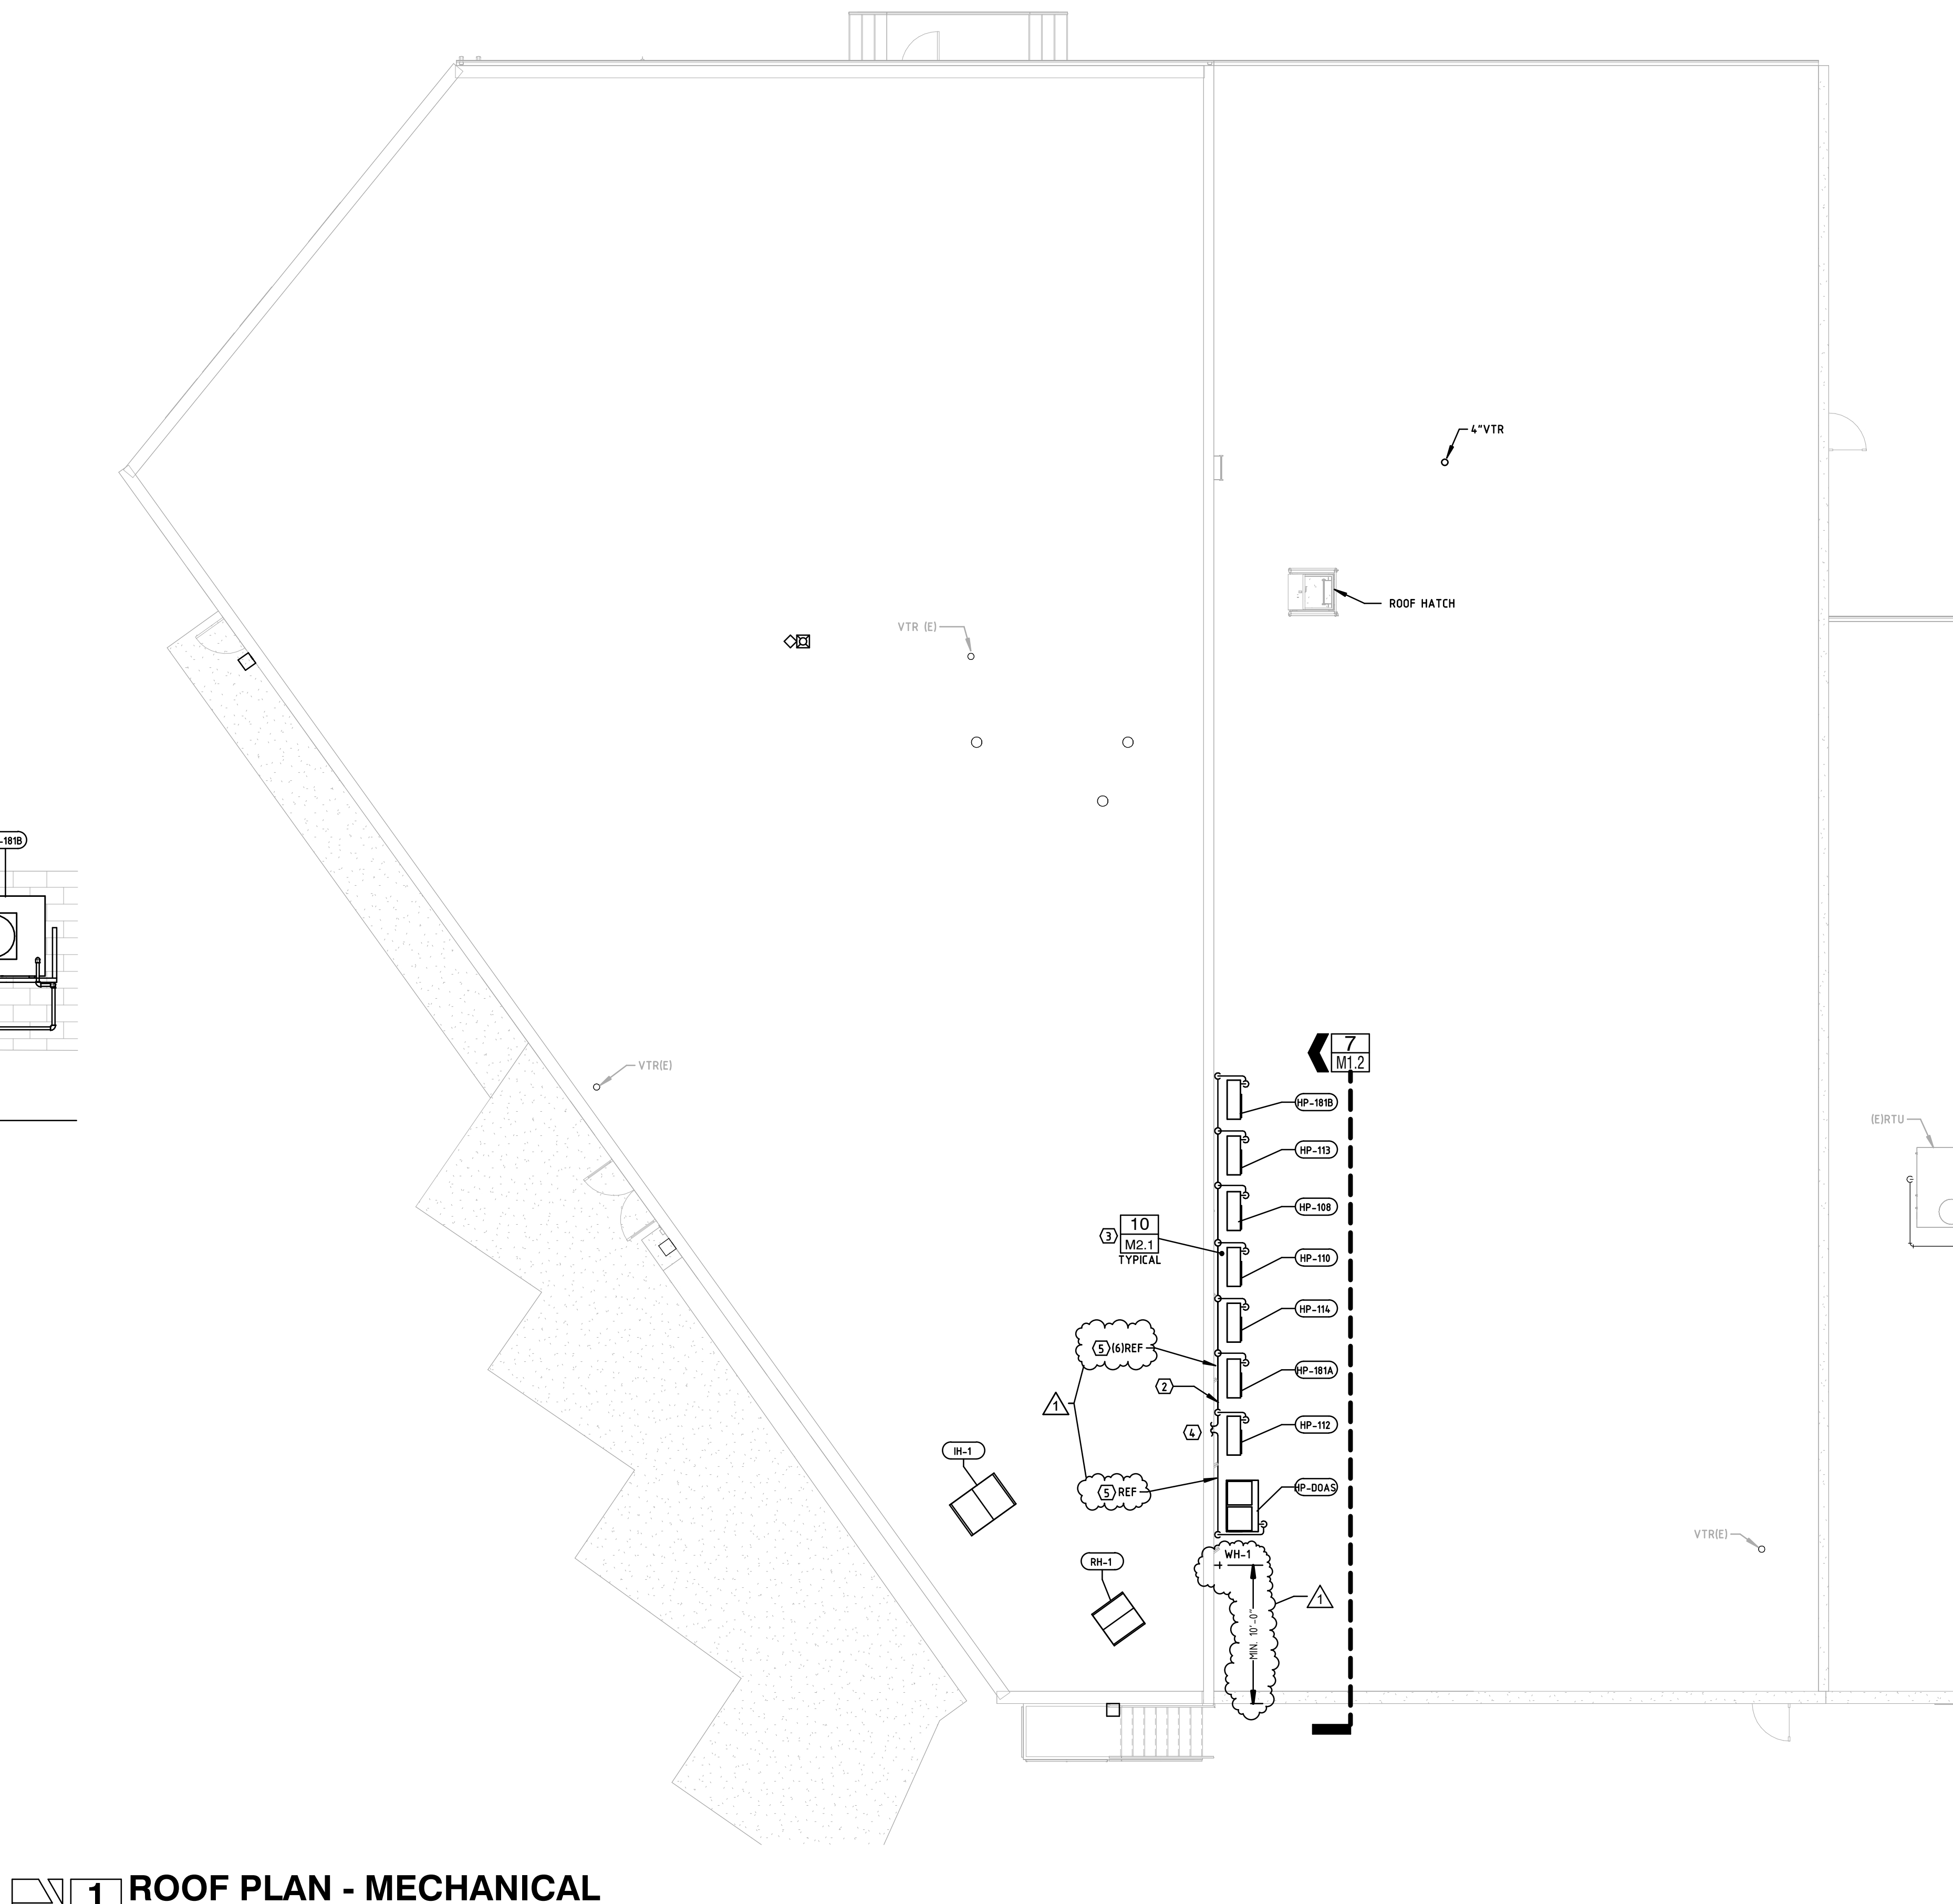 4"VTR
ROOF HATCH
VTR (E)
-181B
7
M1.2
VTR(E)
HP-181B
(E)RTU
HP-113
HP-108
3
10
M2.1
TYPICAL
HP-110
HP-114
5 (6)REF
HP-181A
2
1
HP-112
4
IH-1
5 REF
HP-DOAS
VTR(E)
WH-1
RH-1
1
MIN. 10'-0"
1 ROOF PLAN - MECHANICAL